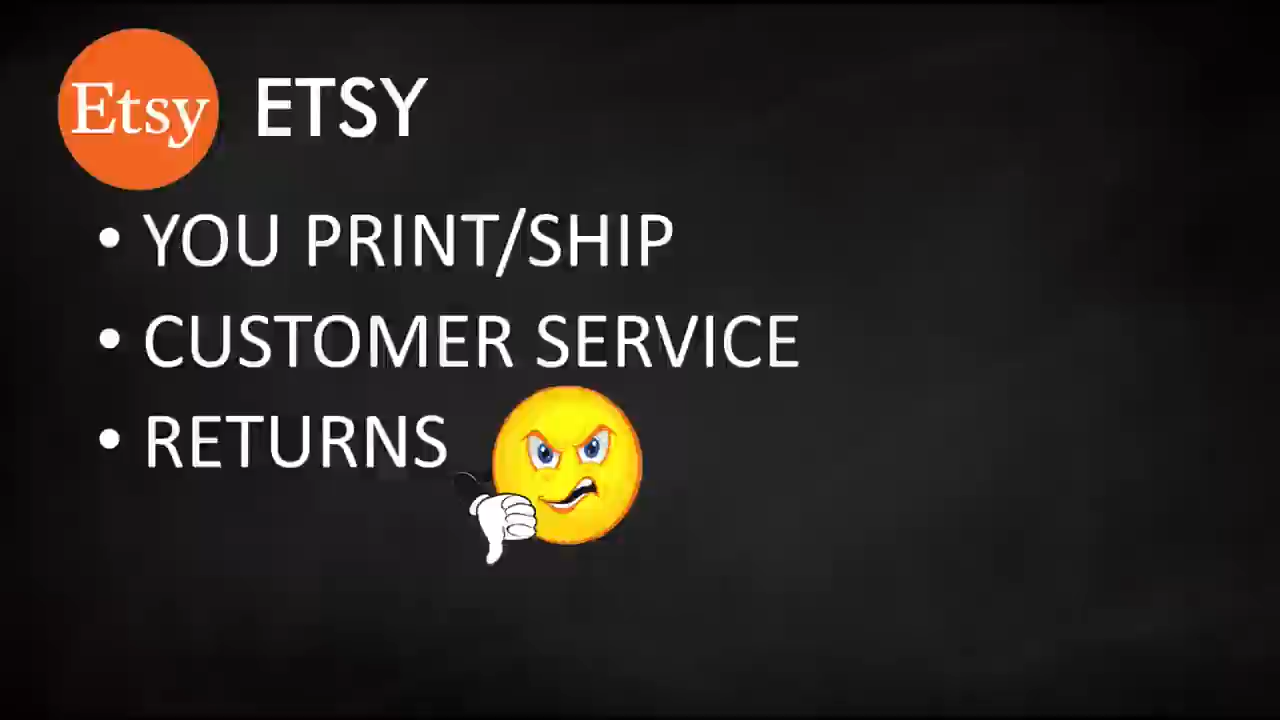 Etsy ETSY
• YOU PRINT/SHIP
• CUSTOMER SERVICE
• RETURNS